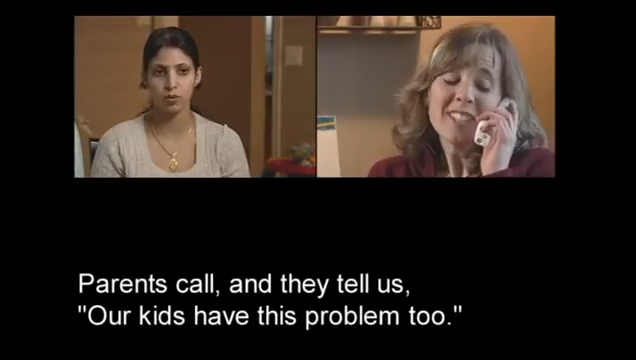 Parents call, and they tell us,
"Our kids have this problem too."